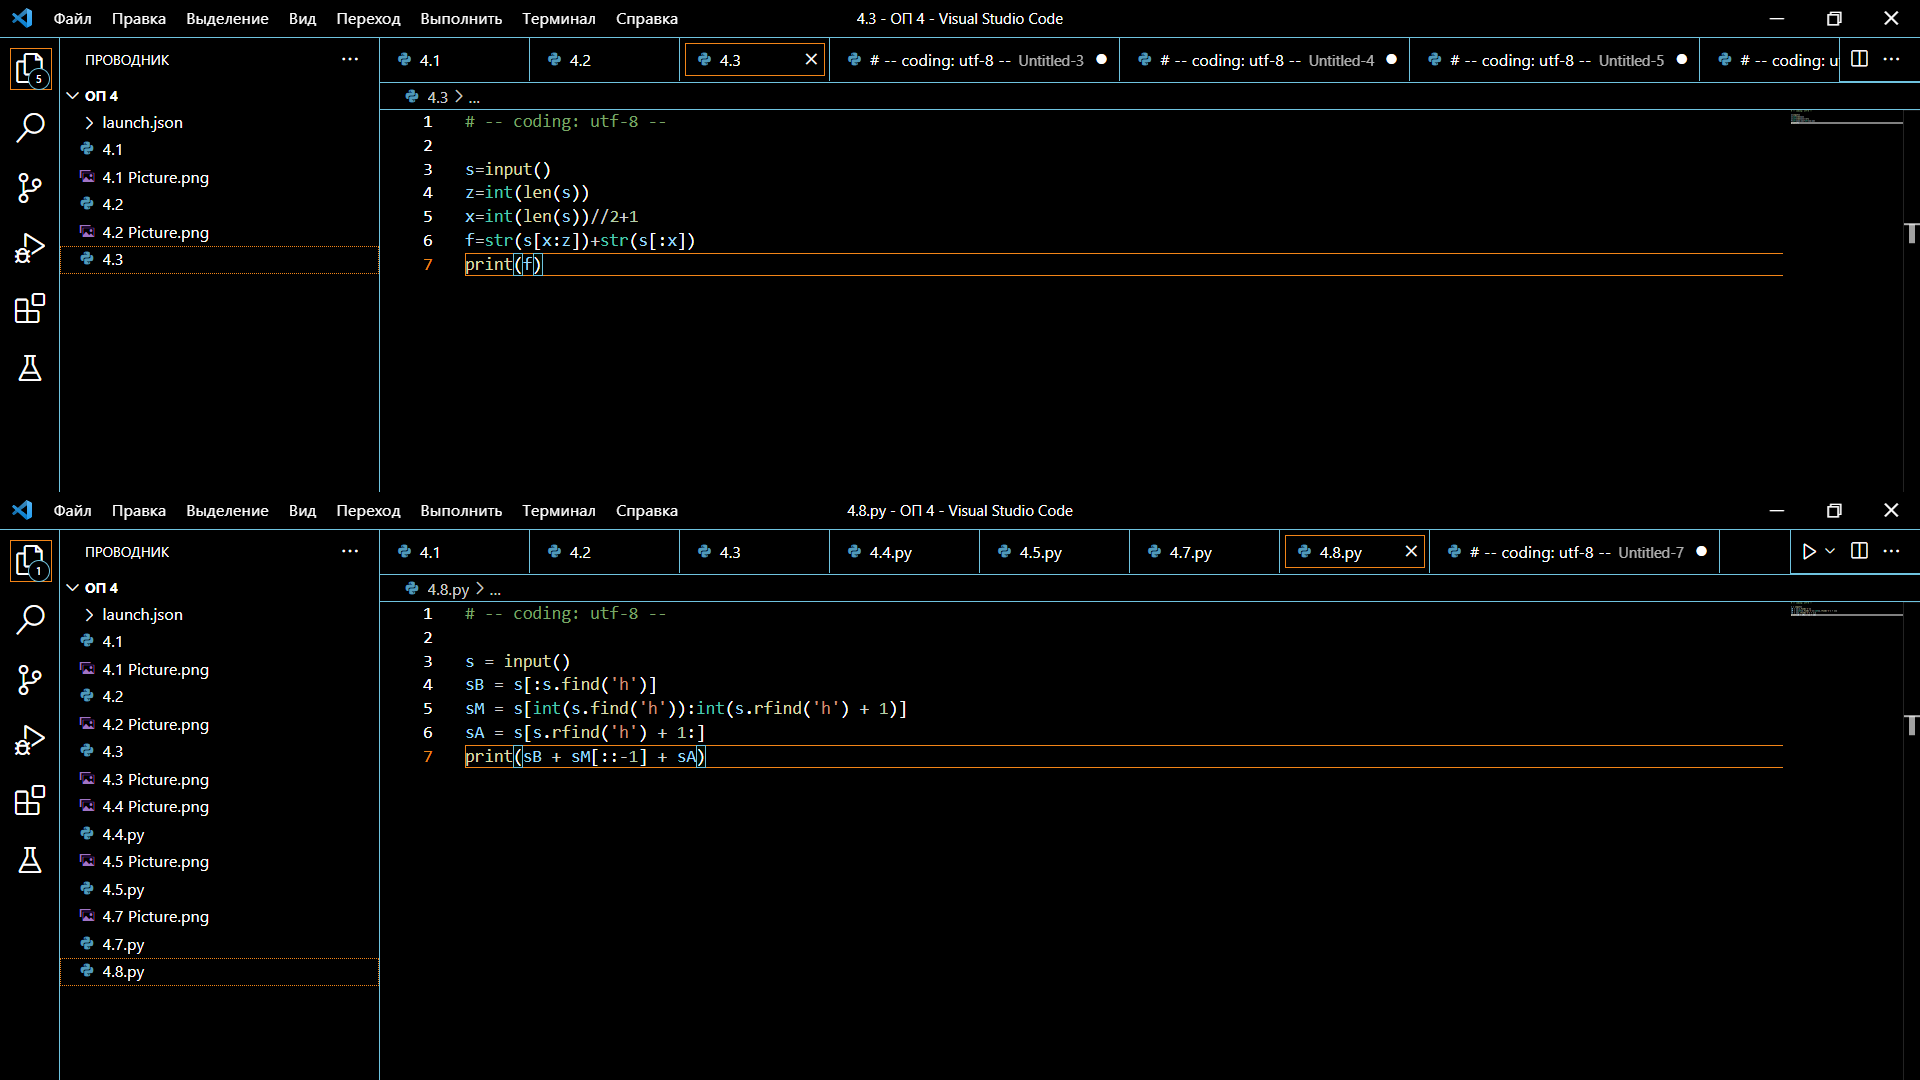 Файл Правка Выделение Вид Переход Выполнить Терминал Справка 4.3 - ОП 4 - Visual Studio Code
ПРОВОДНИК ... 4.1 4.2 4.3 # -- coding: utf-8 -- Untitled-3 # -- coding: utf-8 -- Untitled-4 # -- coding: utf-8 -- Untitled-5 # -- coding: u
5
ОП 4
4.3 > ...
launch.json
4.1
4.1 Picture.png
4.2
4.2 Picture.png
4.3
1 # -- coding: utf-8 --
2
3 s=input()
4 z=int(len(s))
5 x=int(len(s))//2+1
6 f=str(s[x:z])+str(s[:x])
7 print(f)
Файл Правка Выделение Вид Переход Выполнить Терминал Справка 4.8.py - ОП 4 - Visual Studio Code
ПРОВОДНИК ... 4.1 4.2 4.3 4.4.py 4.5.py 4.7.py 4.8.py # -- coding: utf-8 -- Untitled-7
1
ОП 4
4.8.py > ...
launch.json
4.1
4.1 Picture.png
4.2
4.2 Picture.png
4.3
4.3 Picture.png
4.4 Picture.png
4.4.py
4.5 Picture.png
4.5.py
4.7 Picture.png
4.7.py
4.8.py
1 # -- coding: utf-8 --
2
3 s = input()
4 sB = s[:s.find('h')]
5 sM = s[int(s.find('h')):int(s.rfind('h') + 1)]
6 sA = s[s.rfind('h') + 1:]
7 print(sB + sM[::-1] + sA)